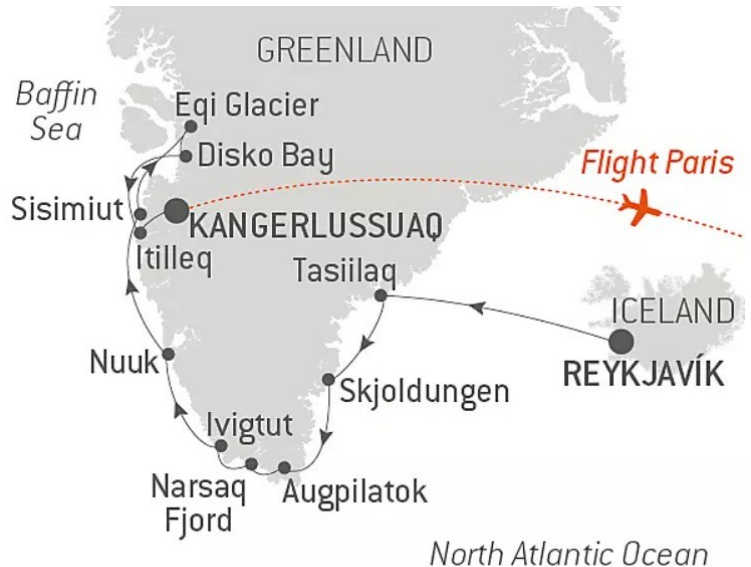 GREENLAND
Baffin
Sea
Eqi Glacier
Disko Bay
Flight Paris
Sisimiut
KANGERLUSSUAQ
Itilleq
Tasiilaq
ICELAND
REYKJAVÍK
Nuuk
Skjoldungen
Ivigtut
Narsaq
Fjord
Augpilatok
North Atlantic Ocean